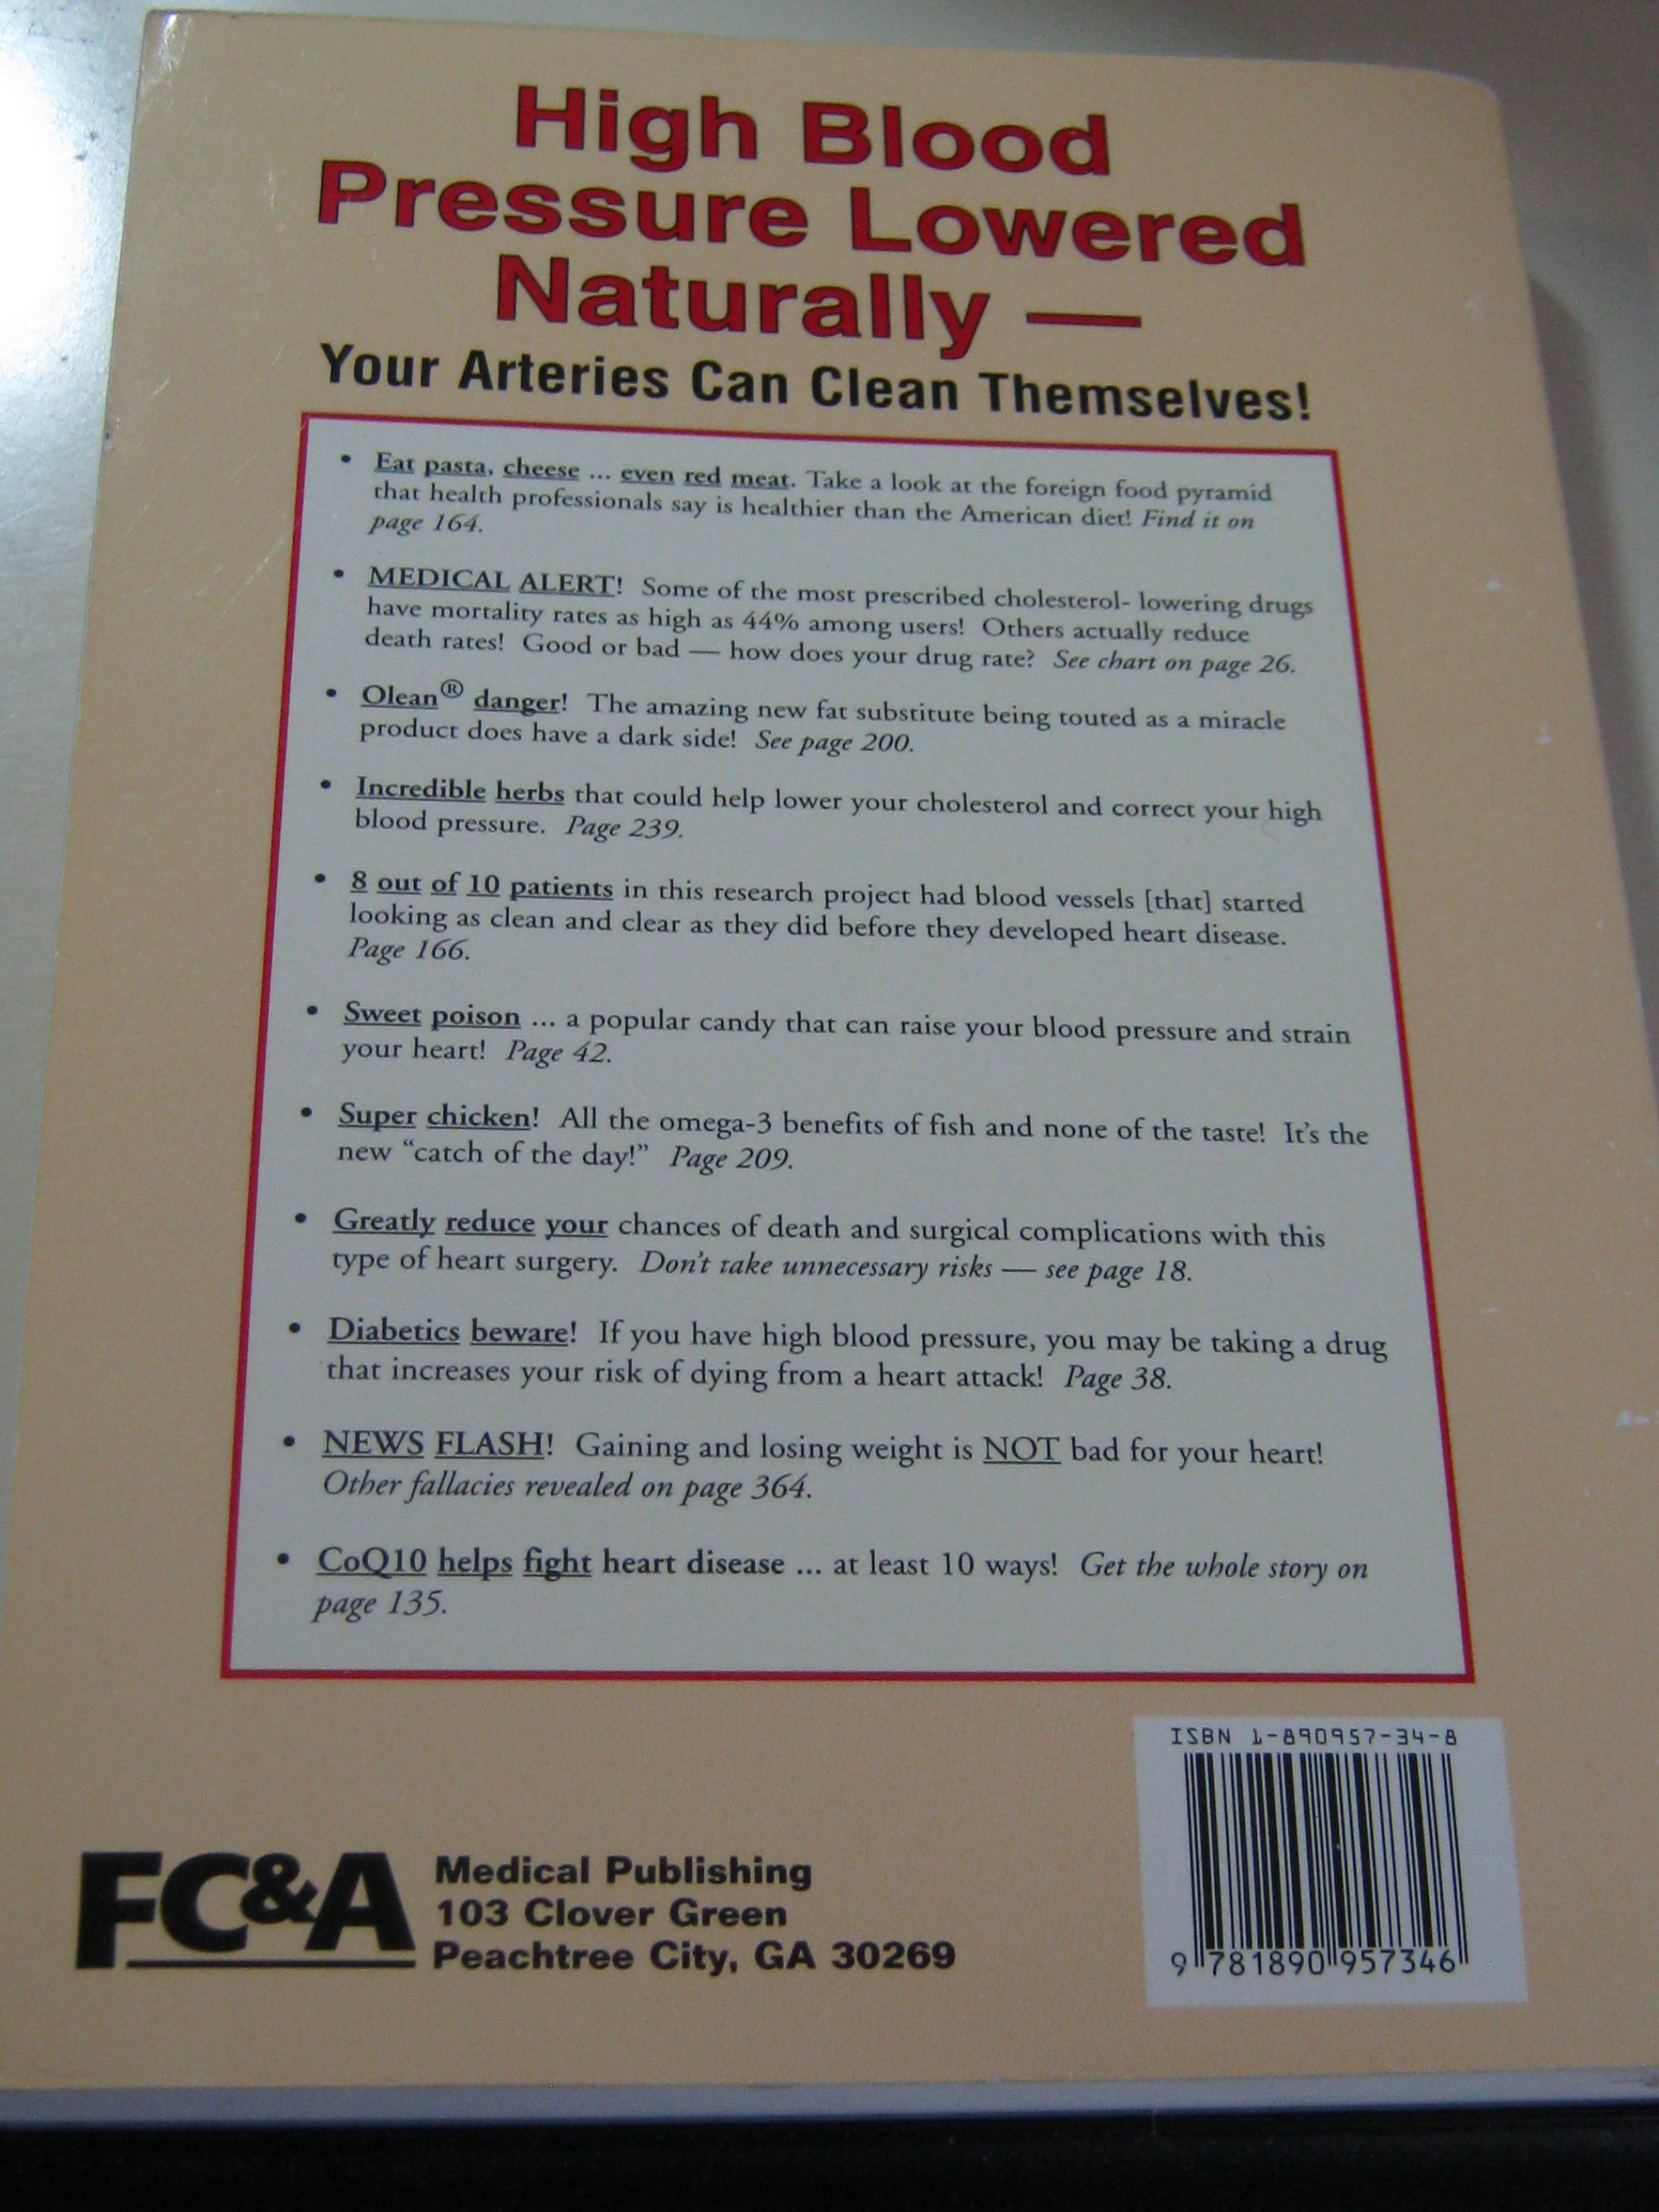 High Blood
Pressure Lowered
Naturally —
Your Arteries Can Clean Themselves!
• Eat pasta, cheese ... even red meat. Take a look at the foreign food pyramid
that health professionals say is healthier than the American diet! Find it on
page 164.
• MEDICAL ALERT! Some of the most prescribed cholesterol- lowering drugs
have mortality rates as high as 44% among users! Others actually reduce
death rates! Good or bad — how does your drug rate? See chart on page 26.
• Olean® danger! The amazing new fat substitute being touted as a miracle
product does have a dark side! See page 200.
• Incredible herbs that could help lower your cholesterol and correct your high
blood pressure. Page 239.
• 8 out of 10 patients in this research project had blood vessels [that] started
looking as clean and clear as they did before they developed heart disease.
Page 166.
• Sweet poison ... a popular candy that can raise your blood pressure and strain
your heart! Page 42.
• Super chicken! All the omega-3 benefits of fish and none of the taste! It's the
new “catch of the day!” Page 209.
• Greatly reduce your chances of death and surgical complications with this
type of heart surgery. Don't take unnecessary risks — see page 18.
• Diabetics beware! If you have high blood pressure, you may be taking a drug
that increases your risk of dying from a heart attack! Page 38.
• NEWS FLASH! Gaining and losing weight is NOT bad for your heart!
Other fallacies revealed on page 364.
• CoQ10 helps fight heart disease ... at least 10 ways! Get the whole story on
page 135.
ISBN 1-890957-34-8
9 781890 957346
FC&A
Medical Publishing
103 Clover Green
Peachtree City, GA 30269